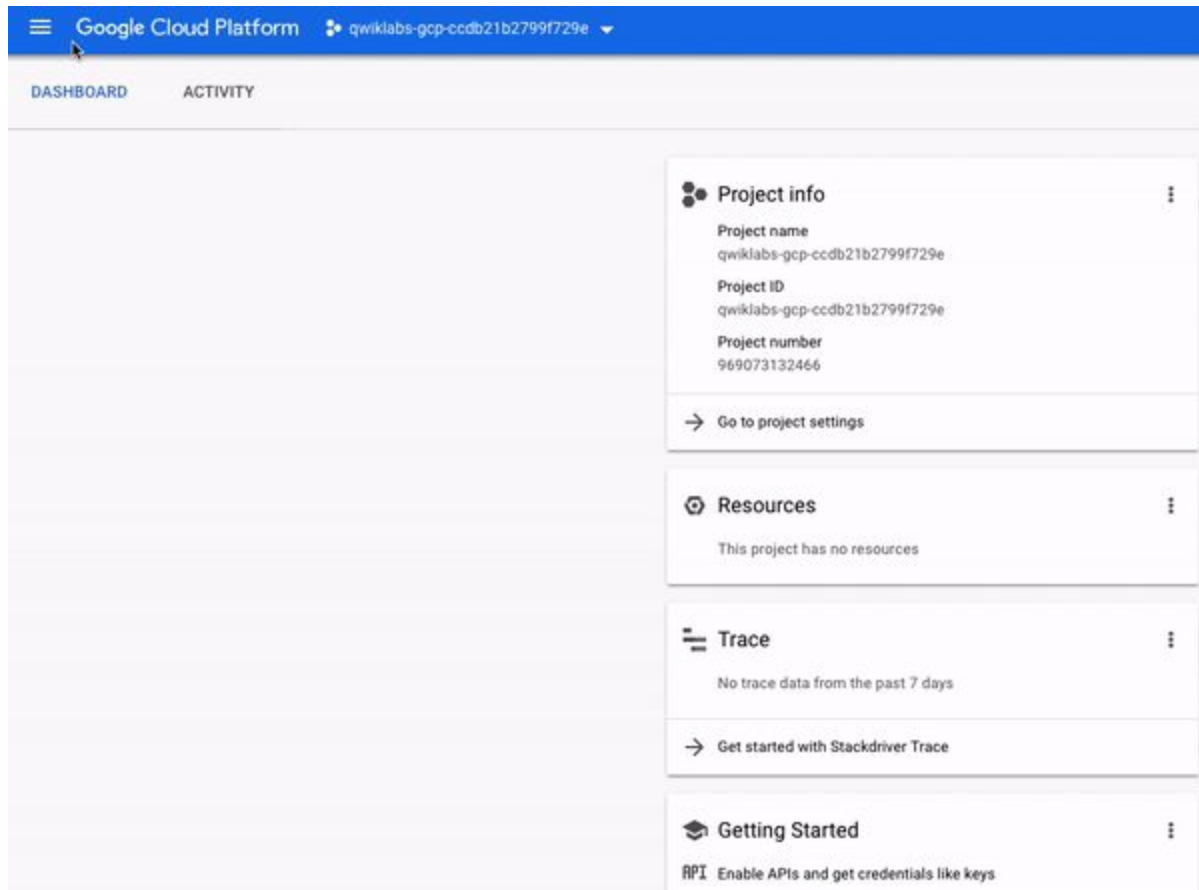 Google Cloud Platform qwiklabs-gcp-ccdb21b2799f729e
DASHBOARD ACTIVITY
Project info
Project name
qwiklabs-gcp-ccdb21b2799f729e
Project ID
qwiklabs-gcp-ccdb21b2799f729e
Project number
969073132466
Go to project settings
Resources
This project has no resources
Trace
No trace data from the past 7 days
Get started with Stackdriver Trace
Getting Started
API Enable APIs and get credentials like keys